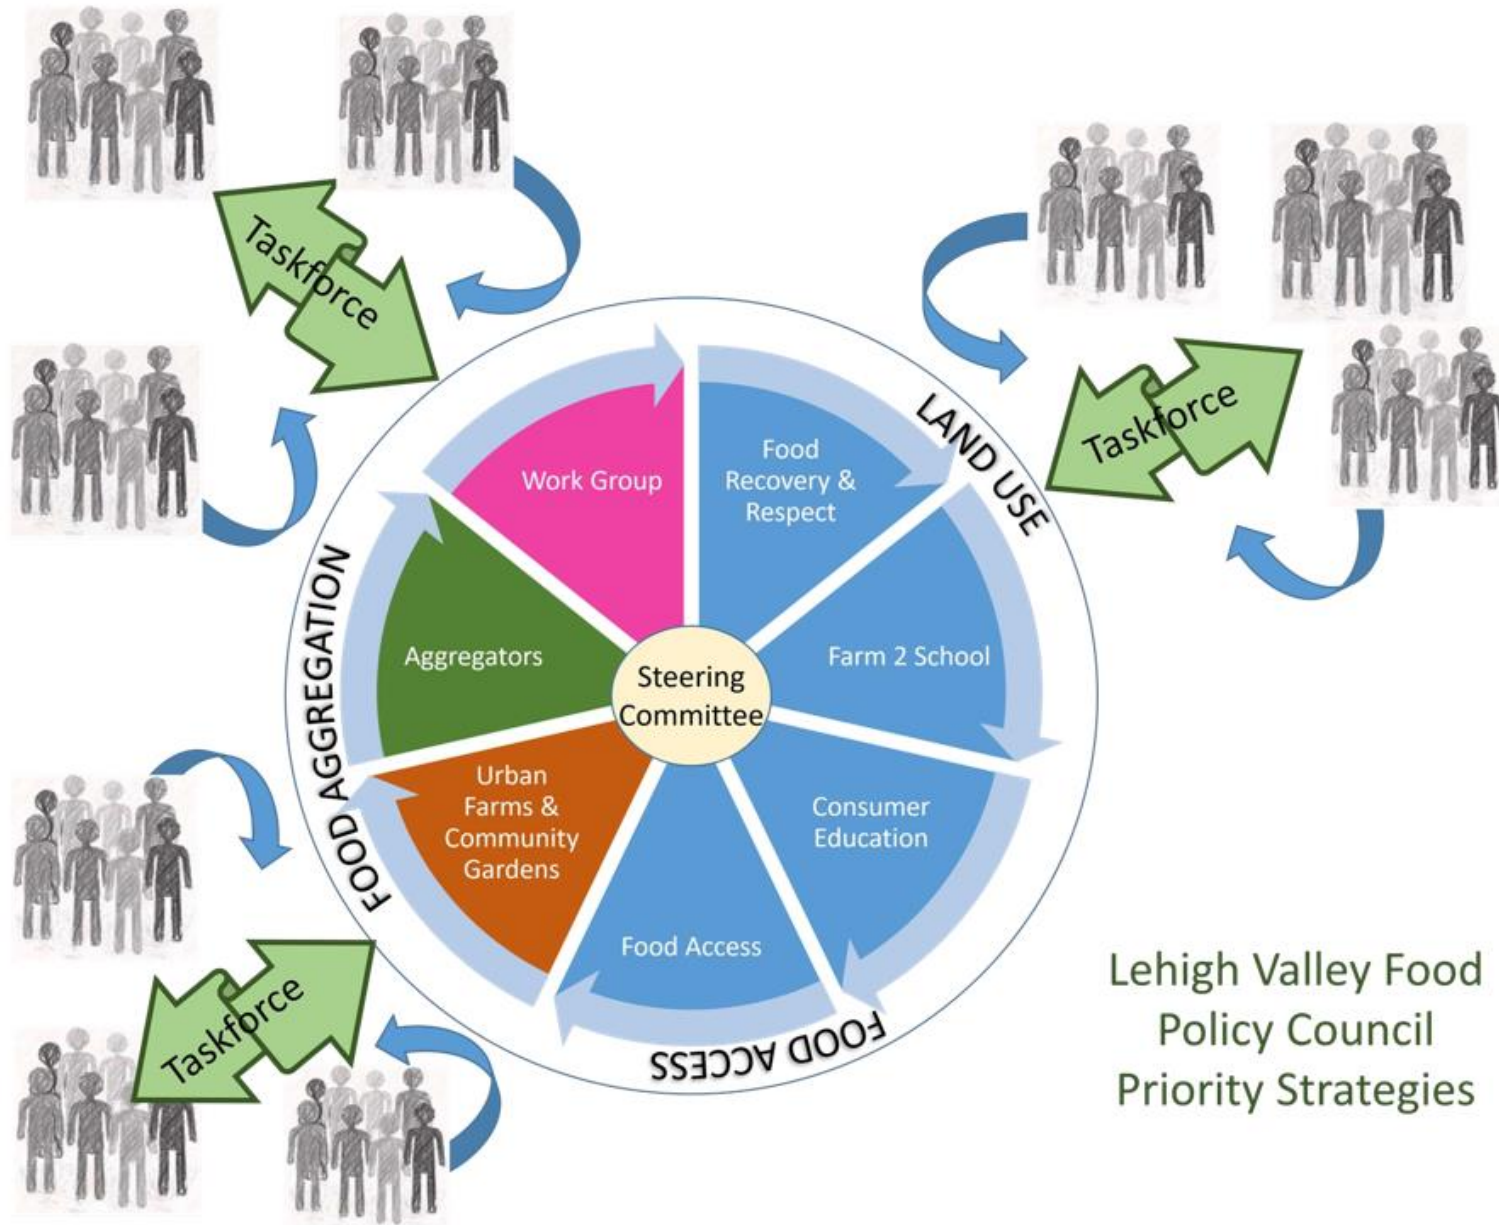 Taskforce
Taskforce
LAND USE
Work Group
Food
Recovery &
Respect
Farm 2 School
Aggregators
Steering
Committee
FOOD AGGREGATION
Urban
Farms &
Community
Gardens
Consumer
Education
Food Access
FOOD ACCESS
Taskforce
Lehigh Valley Food
Policy Council
Priority Strategies